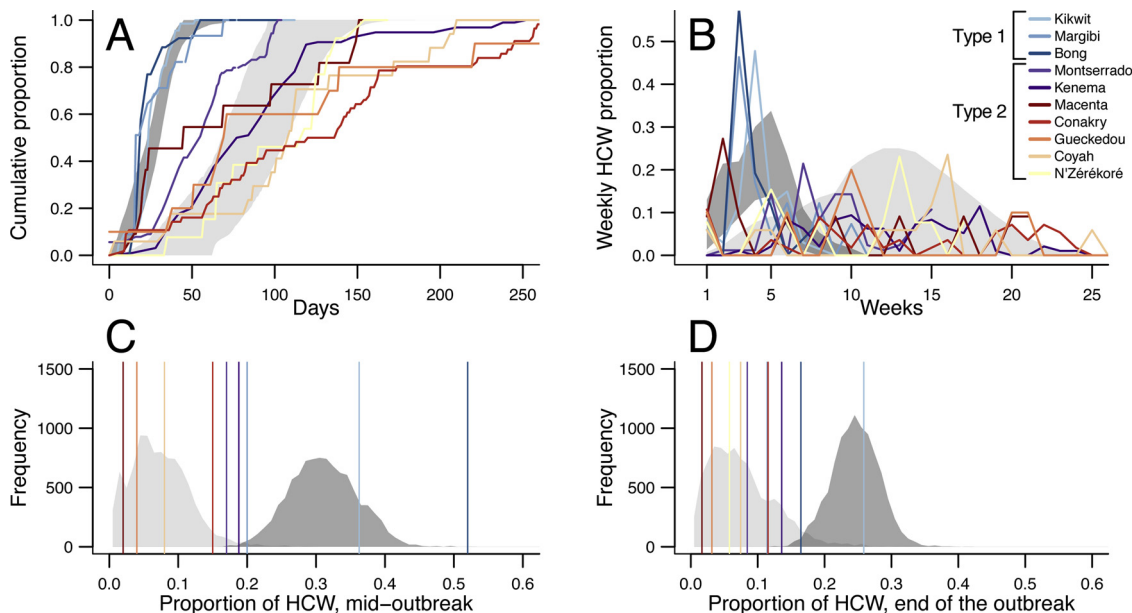 A
Cumulative proportion
1.0
0.8
0.6
0.4
0.2
0.0
0 50 100 150 200 250
Days
B
Weekly HCW proportion
0.5
0.4
0.3
0.2
0.1
0.0
1 5 10 15 20 25
Weeks
Type 1
Kikwit
Margibi
Bong
Type 2
Montserrado
Kenema
Macenta
Conakry
Gueckedou
Coyah
N'Zérékoré
C
Frequency
1500
1000
500
0
0.0 0.1 0.2 0.3 0.4 0.5 0.6
Proportion of HCW, mid−outbreak
D
Frequency
1500
1000
500
0
0.0 0.1 0.2 0.3 0.4 0.5 0.6
Proportion of HCW, end of the outbreak